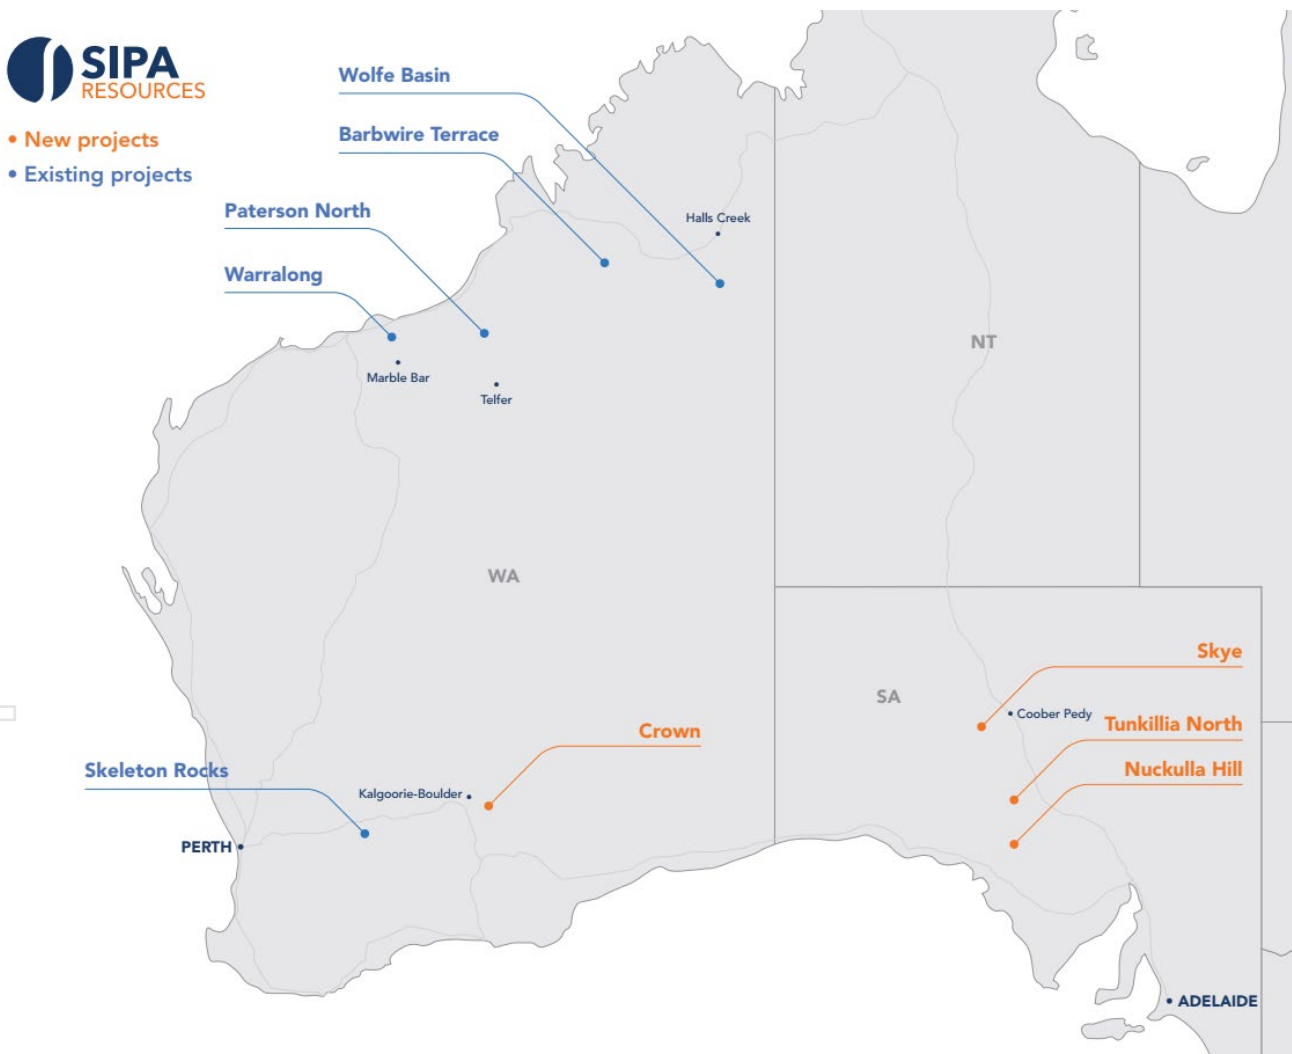 SIPA
RESOURCES
• New projects
• Existing projects
Wolfe Basin
Barbwire Terrace
Paterson North
Warralong
Halls Creek
Marble Bar
Telfer
NT
WA
SA
Skye
Coober Pedy
Tunkillia North
Nuckulla Hill
Crown
Skeleton Rocks
Kalgoorie-Boulder
PERTH
ADELAIDE